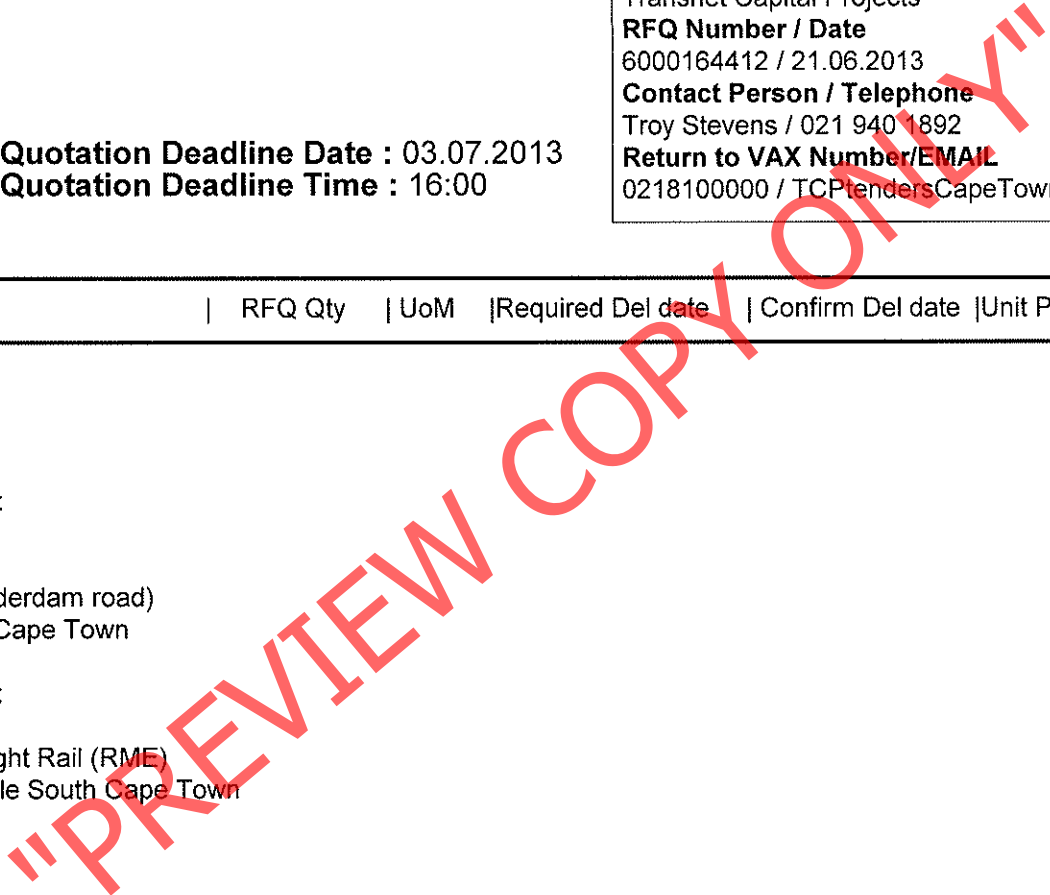 Transnet Capital Projects
RFQ Number / Date
6000164412 / 21.06.2013
Contact Person / Telephone
Troy Stevens / 021 940 1892
Quotation Deadline Date : 03.07.2013
Return to VAX Number/EMAIL
Quotation Deadline Time : 16:00
0218100000 / TCPtendersCapeTown
| RFQ Qty | UoM |Required Del date | Confirm Del date |Unit P
derdam road)
Cape Town
ght Rail (RME)
le South Cape Town
"PREVIEW COPY ONLY"